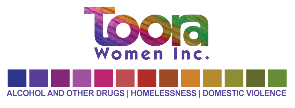 Toora
Women Inc.
ALCOHOL AND OTHER DRUGS | HOMELESSNESS | DOMESTIC VIOLENCE